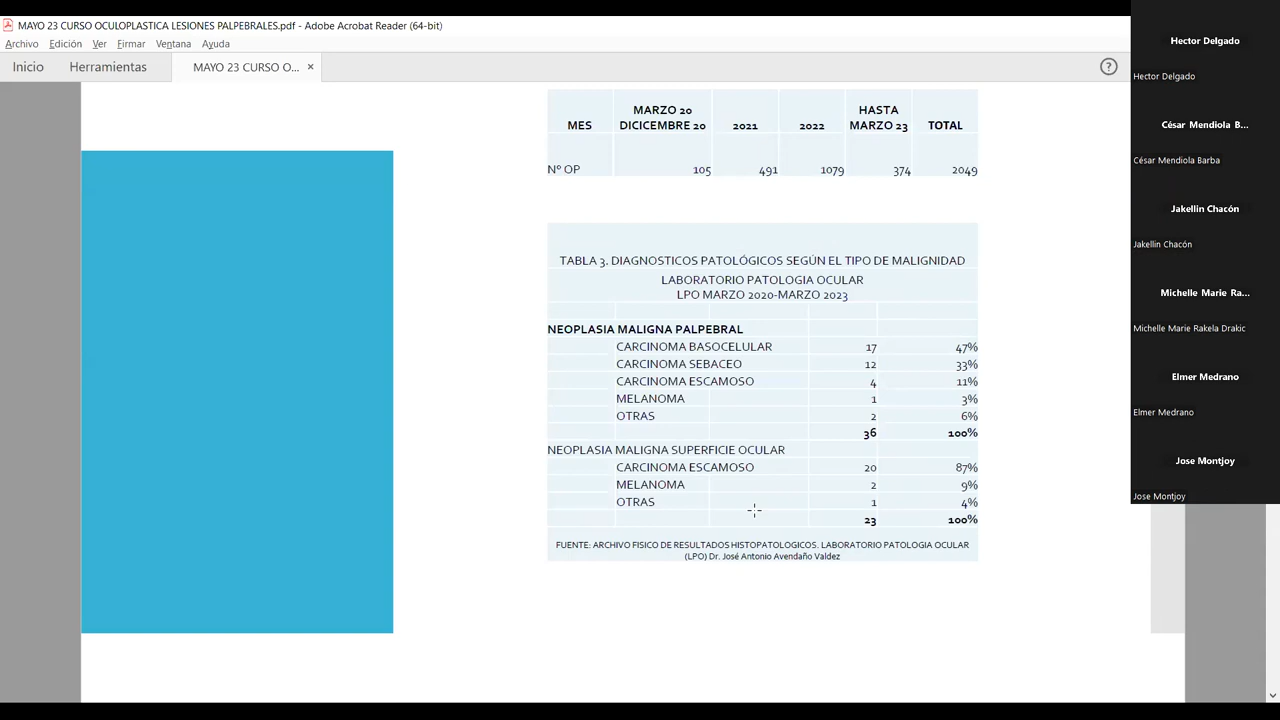 MAYO 23 CURSO OCULOPLASTICA LESIONES PALPEBRALES.pdf - Adobe Acrobat Reader (64-bit)
Archivo Edición Ver Firmar Ventana Ayuda
Inicio Herramientas MAYO 23 CURSO O... × ?
MES MARZO 20 DICICEMBRE 20 2021 2022 HASTA MARZO 23 TOTAL
Nº OP 105 491 1079 374 2049
TABLA 3. DIAGNOSTICOS PATOLÓGICOS SEGÚN EL TIPO DE MALIGNIDAD
LABORATORIO PATOLOGIA OCULAR
LPO MARZO 2020-MARZO 2023
NEOPLASIA MALIGNA PALPEBRAL
CARCINOMA BASOCELULAR 17 47%
CARCINOMA SEBACEO 12 33%
CARCINOMA ESCAMOSO 4 11%
MELANOMA 1 3%
OTRAS 2 6%
36 100%
NEOPLASIA MALIGNA SUPERFICIE OCULAR
CARCINOMA ESCAMOSO 20 87%
MELANOMA 2 9%
OTRAS 1 4%
23 100%
FUENTE: ARCHIVO FISICO DE RESULTADOS HISTOPATOLOGICOS. LABORATORIO PATOLOGIA OCULAR
(LPO) Dr. José Antonio Avendaño Valdez
Hector Delgado
Hector Delgado
César Mendiola B...
César Mendiola Barba
Jakellin Chacón
Jakellin Chacón
Michelle Marie Ra...
Michelle Marie Rakela Drakic
Elmer Medrano
Elmer Medrano
Jose Montjoy
Jose Montjoy